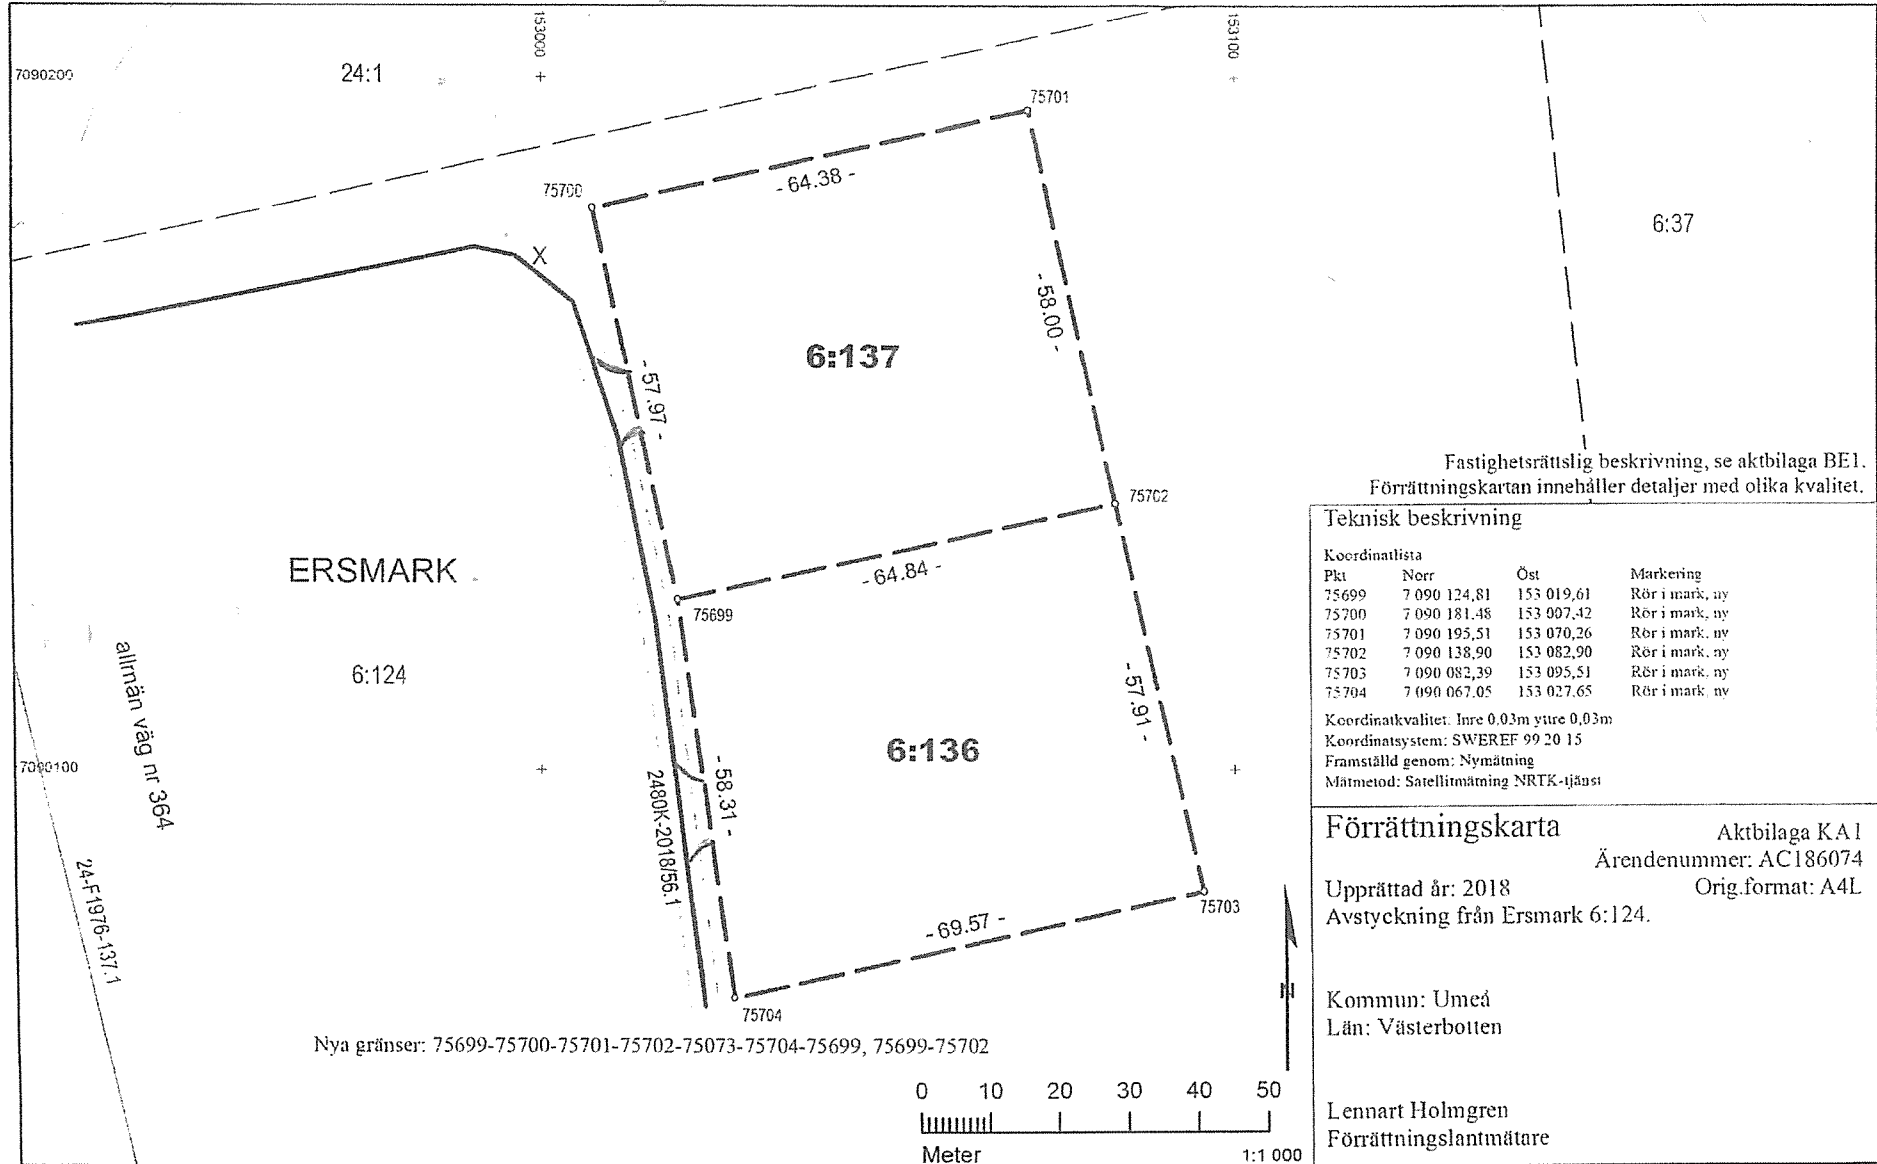 7090200
24:1
153000
153100
75701
75700
- 64.38 -
6:37
X
- 58.00 -
6:137
- 57.97 -
Fastighetsrättslig beskrivning, se aktbilaga BE1.
Förrättningskartan innehåller detaljer med olika kvalitet.
75702
Teknisk beskrivning
Koordinatlista
Pkt Norr Öst Markering
75699 7 090 124,81 153 019,61 Rör i mark, ny
75700 7 090 181,48 153 007,42 Rör i mark, ny
75701 7 090 195,51 153 070,26 Rör i mark, ny
75702 7 090 138,90 153 082,90 Rör i mark, ny
75703 7 090 082,39 153 095,51 Rör i mark, ny
75704 7 090 067,05 153 027,65 Rör i mark, ny
Koordinatkvalitet: Inre 0,03m yttre 0,03m
Koordinatsystem: SWEREF 99 20 15
Framställd genom: Nymätning
Mätmetod: Satellitmätning NRTK-tjänst
ERSMARK
- 64.84 -
75699
6:124
allmän väg nr 364
- 57.91 -
6:136
7090100
- 58.31 -
2480K-2018/56.1
24-F1976-137.1
75703
- 69.57 -
75704
Förrättningskarta
Aktbilaga KA1
Ärendenummer: AC186074
Upprättad år: 2018
Orig.format: A4L
Avstyckning från Ersmark 6:124.
N
Kommun: Umeå
Län: Västerbotten
Nya gränser: 75699-75700-75701-75702-75073-75704-75699, 75699-75702
0 10 20 30 40 50
Meter
1:1 000
Lennart Holmgren
Förrättningslantmätare